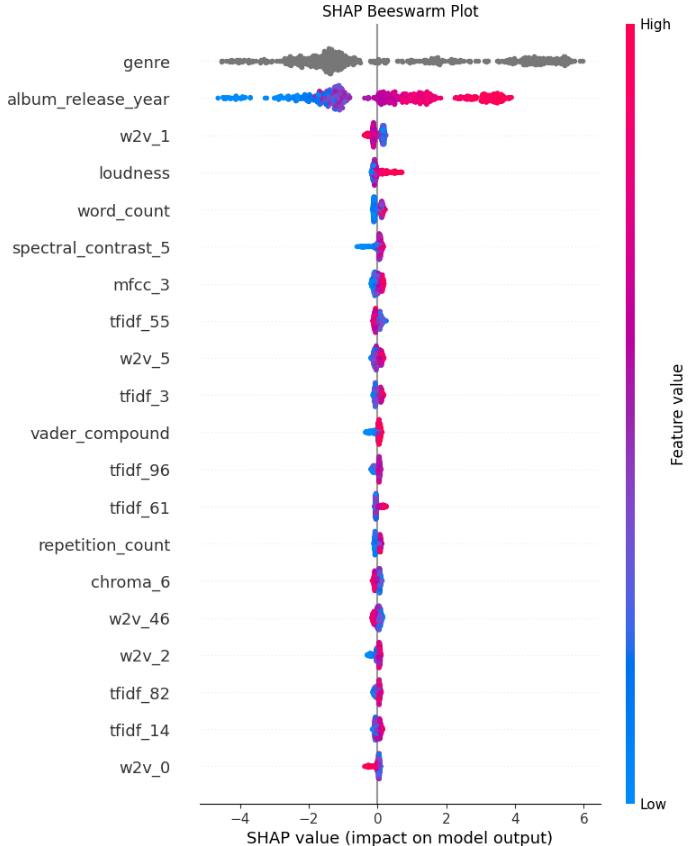 SHAP Beeswarm Plot
High
genre
album_release_year
w2v_1
loudness
word_count
spectral_contrast_5
mfcc_3
tfidf_55
w2v_5
tfidf_3
vader_compound
tfidf_96
tfidf_61
repetition_count
chroma_6
w2v_46
w2v_2
tfidf_82
tfidf_14
w2v_0
Feature value
Low
−4 −2 0 2 4 6
SHAP value (impact on model output)